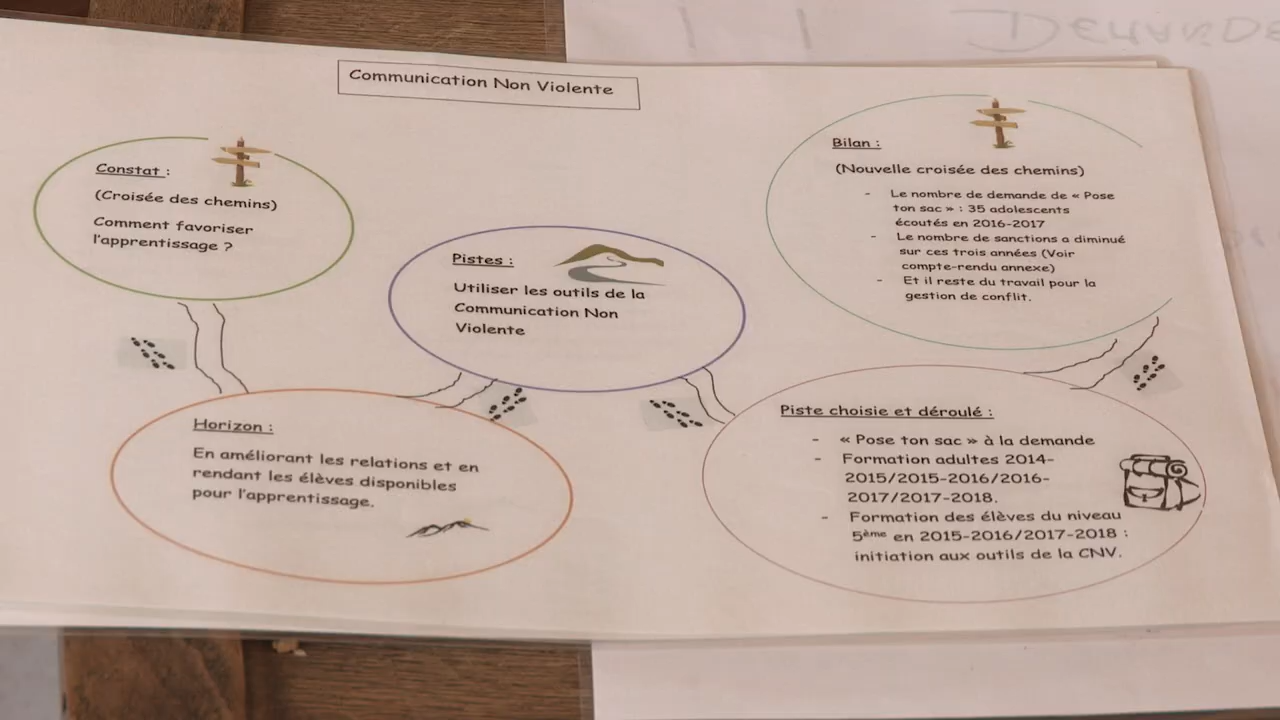 DEMANDE
Communication Non Violente
Constat :
(Croisée des chemins)
Comment favoriser
l'apprentissage ?
Horizon :
En améliorant les relations et en
rendant les élèves disponibles
pour l'apprentissage.
Pistes :
Utiliser les outils de la
Communication Non
Violente
Piste choisie et déroulé :
- « Pose ton sac » à la demande
- Formation adultes 2014-
2015/2015-2016/2016-
2017/2017-2018.
- Formation des élèves du niveau
5ème en 2015-2016/2017-2018 :
initiation aux outils de la CNV.
Bilan :
(Nouvelle croisée des chemins)
- Le nombre de demande de « Pose
ton sac » : 35 adolescents
écoutés en 2016-2017
- Le nombre de sanctions a diminué
sur ces trois années (Voir
compte-rendu annexe)
- Et il reste du travail pour la
gestion de conflit.